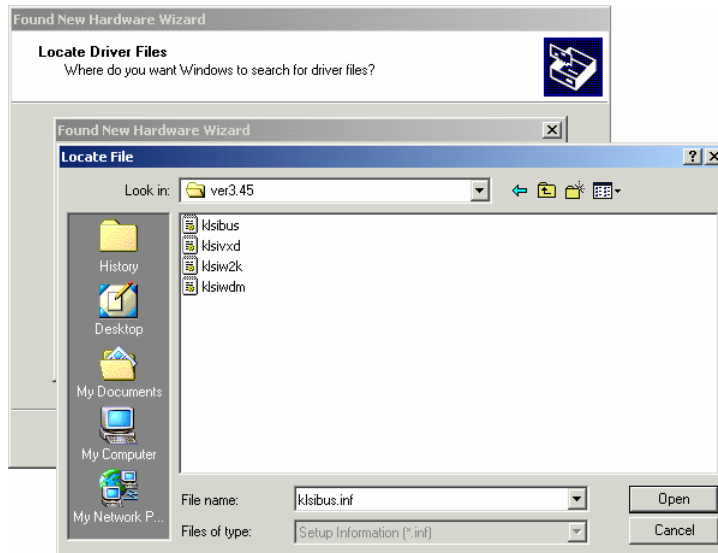 Found New Hardware Wizard
Locate Driver Files
Where do you want Windows to search for driver files?
Found New Hardware Wizard
Locate File
Look in:
ver3.45
klsibus
klsivxd
klsiw2k
klsiwdm
History
Desktop
My Documents
My Computer
My Network P...
File name:
klsibus.inf
Open
Files of type:
Setup Information (*.inf)
Cancel